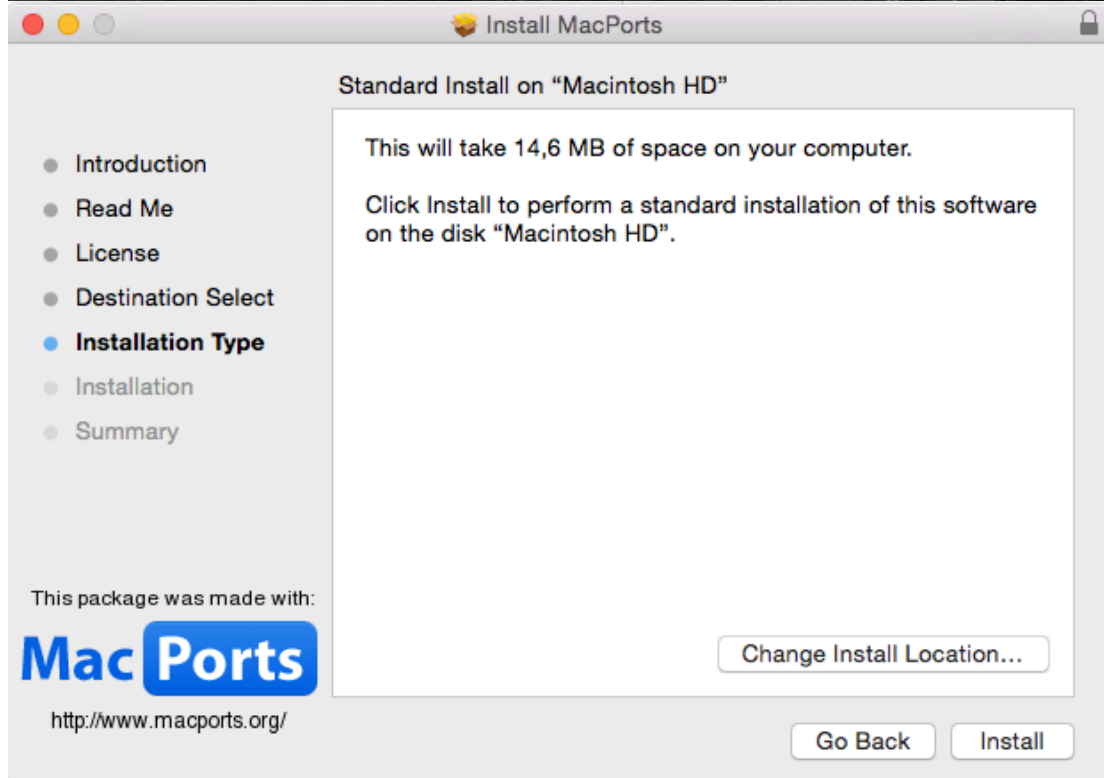 Install MacPorts
Standard Install on “Macintosh HD”
Introduction
Read Me
License
Destination Select
Installation Type
Installation
Summary
This will take 14,6 MB of space on your computer.
Click Install to perform a standard installation of this software
on the disk “Macintosh HD”.
This package was made with:
Mac Ports
http://www.macports.org/
Change Install Location...
Go Back
Install